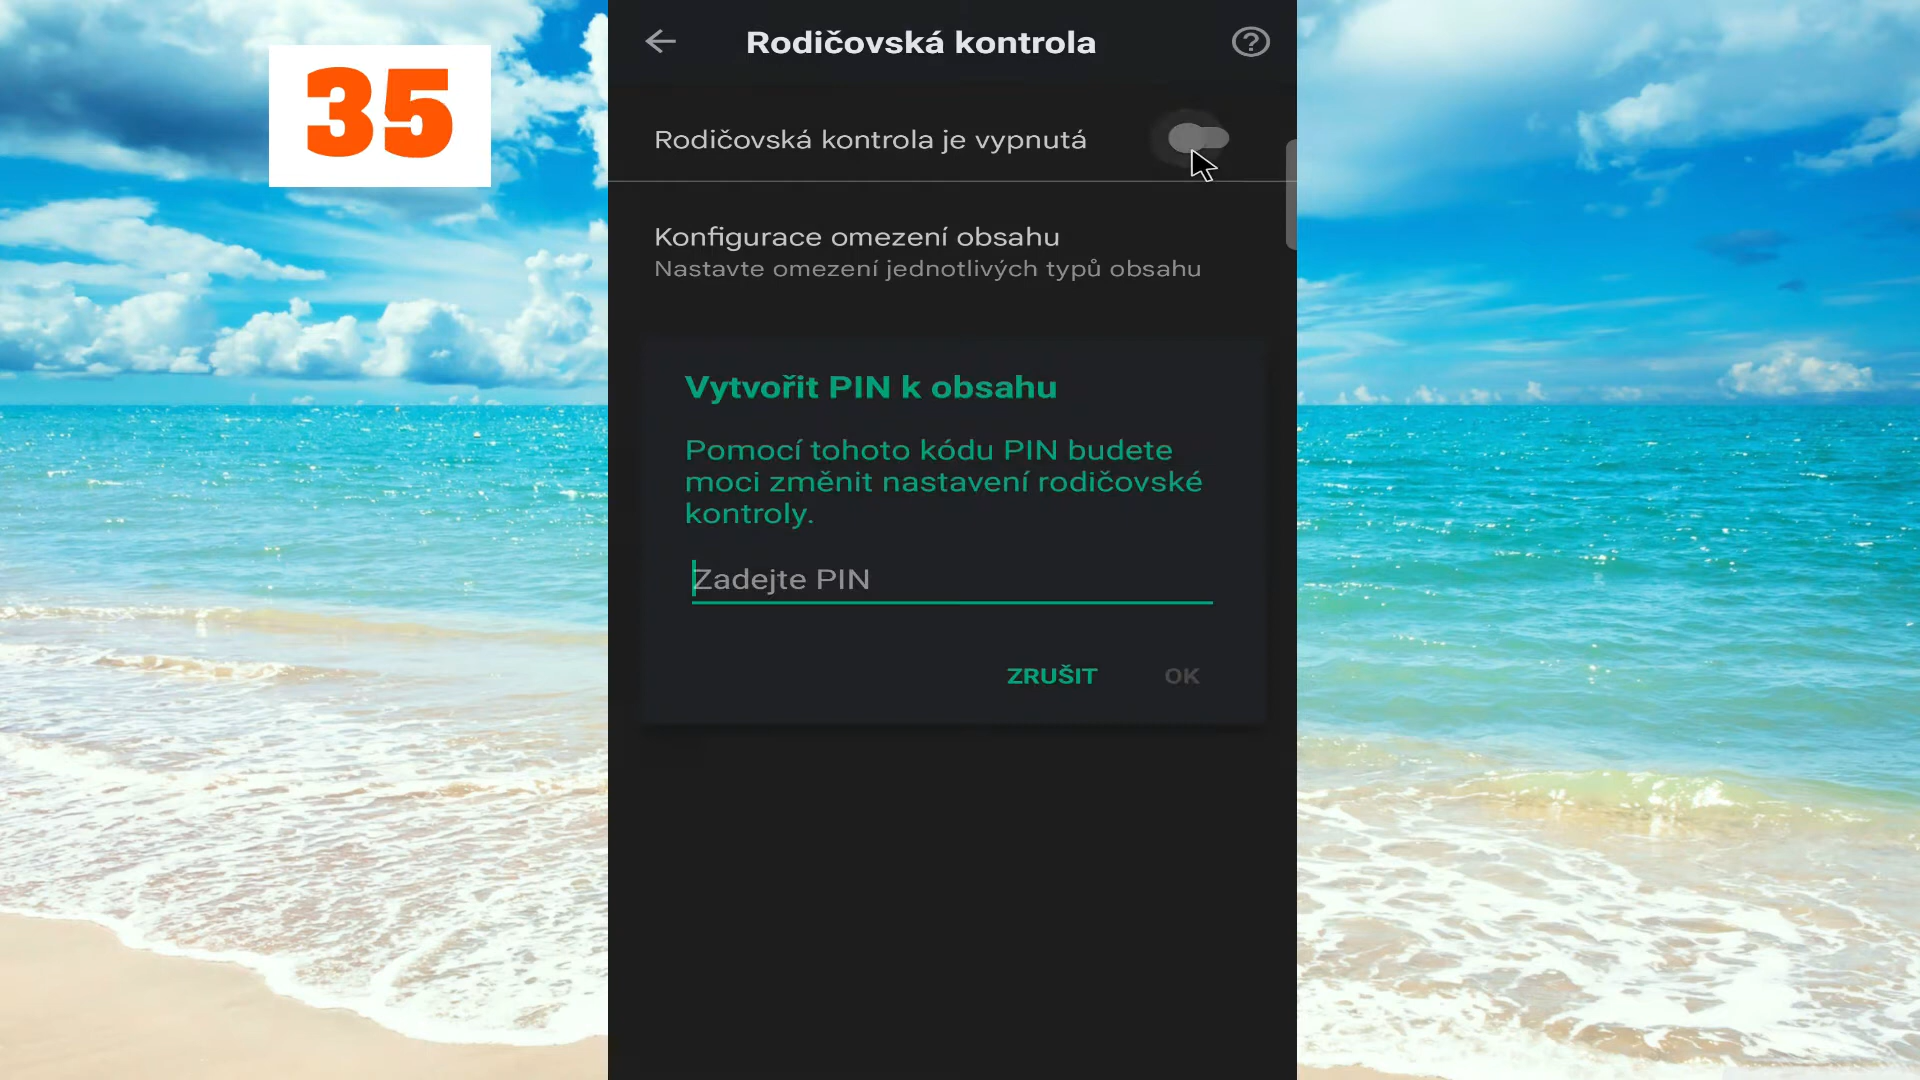 35
Rodičovská kontrola
Rodičovská kontrola je vypnutá
Konfigurace omezení obsahu
Nastavte omezení jednotlivých typů obsahu
Vytvořit PIN k obsahu
Pomocí tohoto kódu PIN budete
moci změnit nastavení rodičovské
kontroly.
Zadejte PIN
ZRUŠIT OK